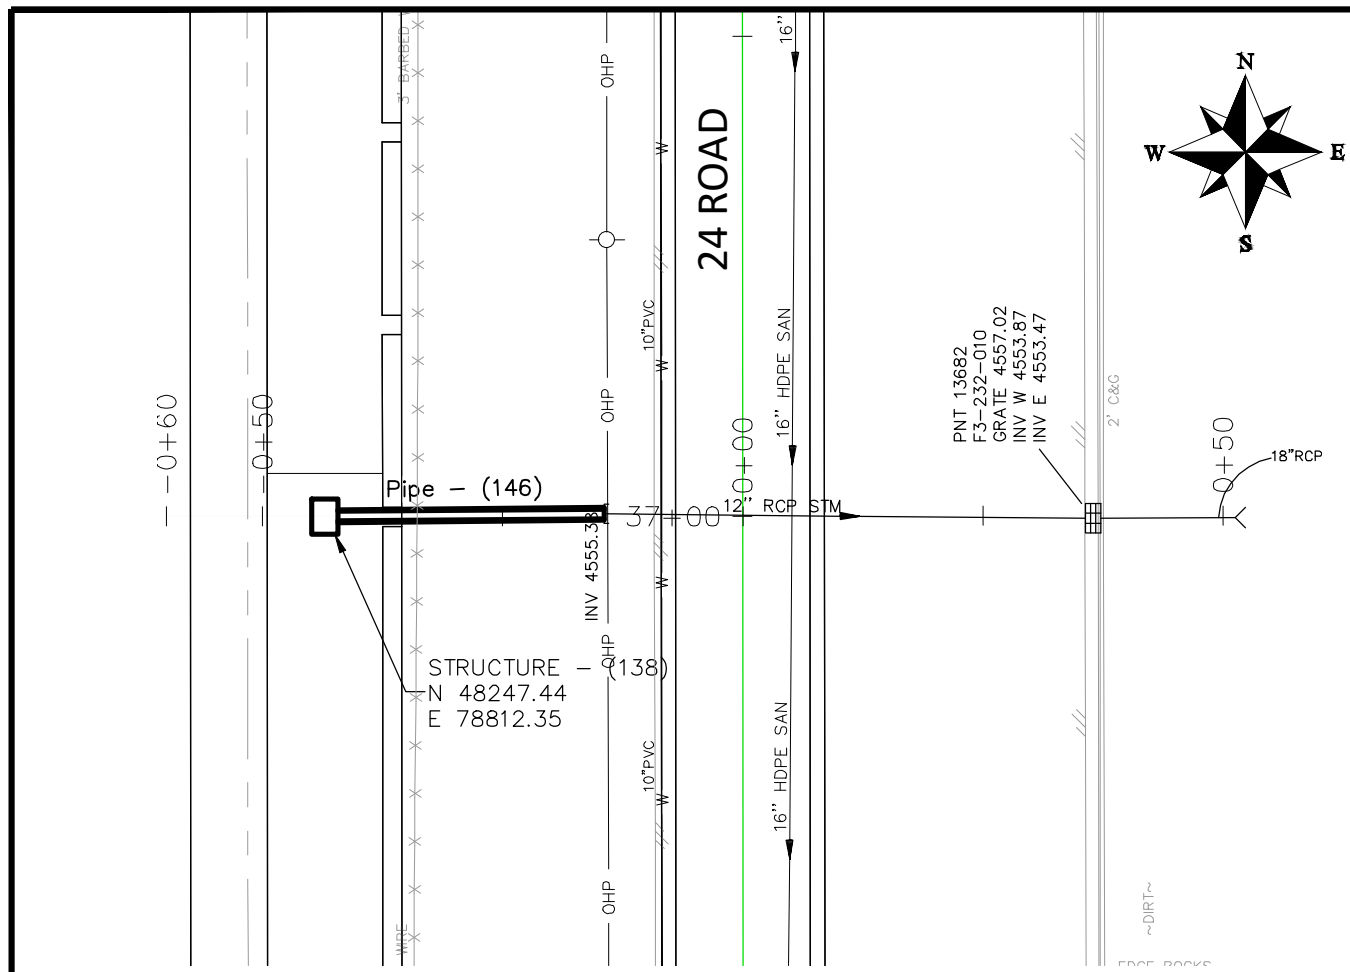 3' BARBED
OHP
W
24 ROAD
16"
N
W
E
S
10"PVC
W
OHP
16" HDPE SAN
PNT 13682
F3-232-010
GRATE 4557.02
INV W 4553.87
INV E 4553.47
2' C&G
-0+60
-0+50
0+00
0+50
18"RCP
Pipe - (146)
37+00
12" RCP STM
INV 4555.38
W
STRUCTURE - (138)
N 48247.44
E 78812.35
OHP
10"PVC
W
16" HDPE SAN
OHP
WIRE
~DIRT~
EDGE ROCKS